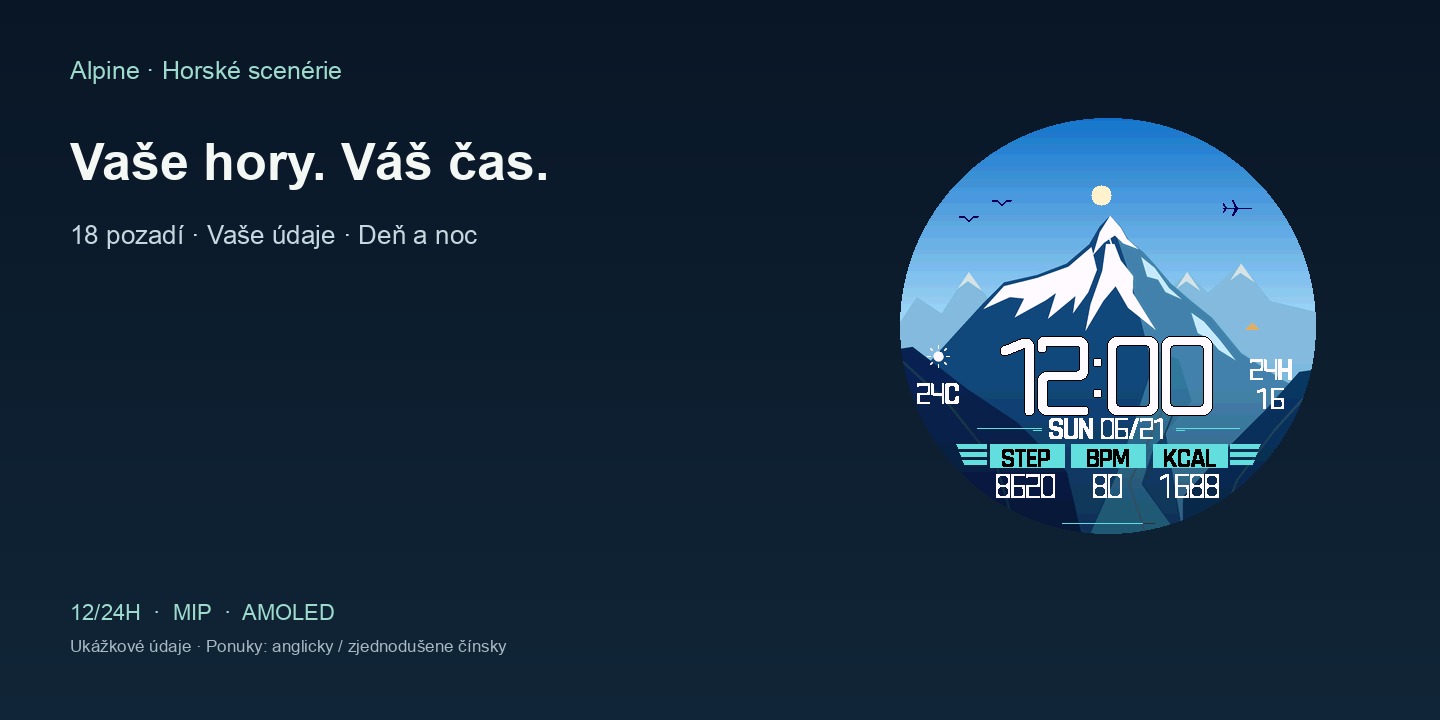 Alpine · Horské scenérie
Vaše hory. Váš čas.
18 pozadí · Vaše údaje · Deň a noc
12:00
24C
24H
16
SUN 06/21
STEP BPM KCAL
8620 80 1688
12/24H · MIP · AMOLED
Ukážkové údaje · Ponuky: anglicky / zjednodušene čínsky